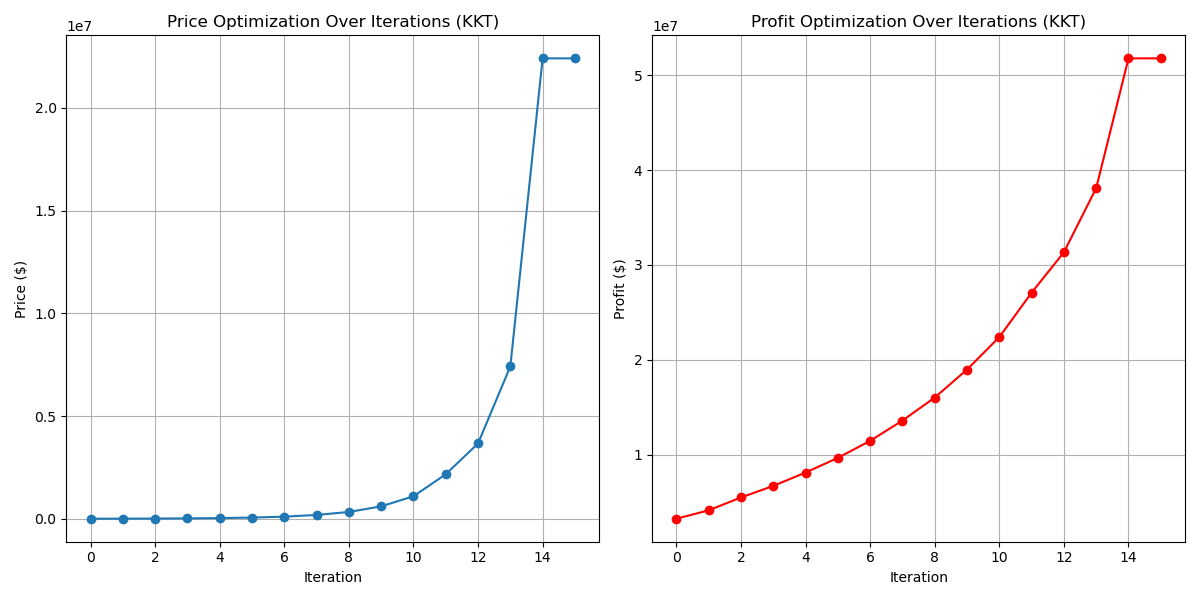 Price Optimization Over Iterations (KKT)
1e7
2.0
1.5
1.0
0.5
0.0
Price ($)
0 2 4 6 8 10 12 14
Iteration
Profit Optimization Over Iterations (KKT)
1e7
5
4
3
2
1
Profit ($)
0 2 4 6 8 10 12 14
Iteration